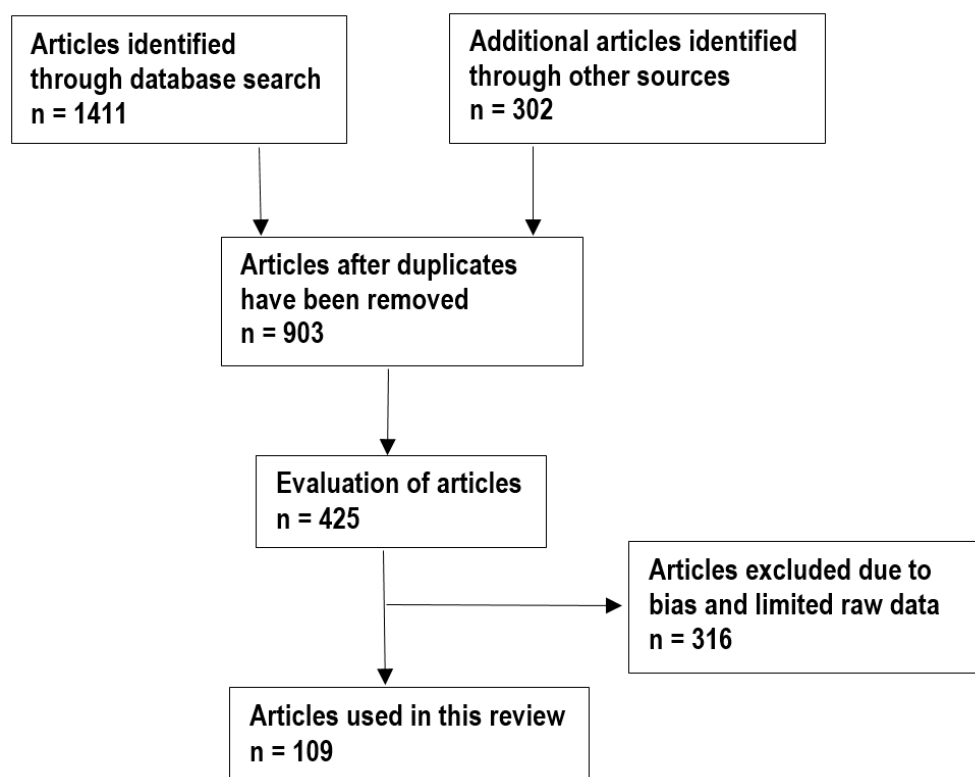 Articles identified
through database search
n = 1411
Additional articles identified
through other sources
n = 302
Articles after duplicates
have been removed
n = 903
Evaluation of articles
n = 425
Articles excluded due to
bias and limited raw data
n = 316
Articles used in this review
n = 109